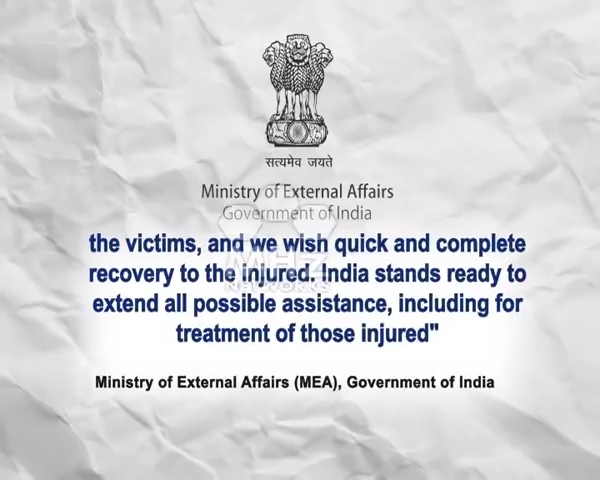 सत्यमेव जयते
Ministry of External Affairs
Government of India
the victims, and we wish quick and complete
recovery to the injured. India stands ready to
extend all possible assistance, including for
treatment of those injured"
MHZ
NETWORKS
Ministry of External Affairs (MEA), Government of India